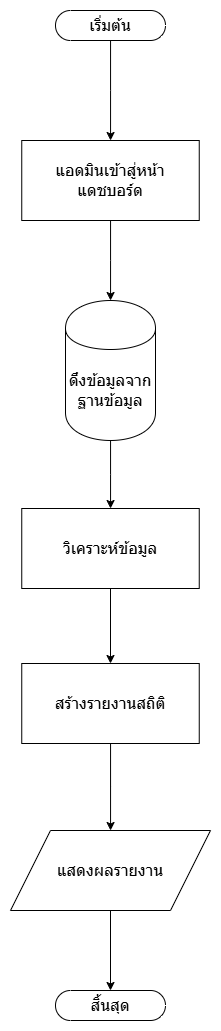 เริ่มต้น
แอดมินเข้าสู่หน้า
แดชบอร์ด
ดึงข้อมูลจาก
ฐานข้อมูล
วิเคราะห์ข้อมูล
สร้างรายงานสถิติ
แสดงผลรายงาน
สิ้นสุด